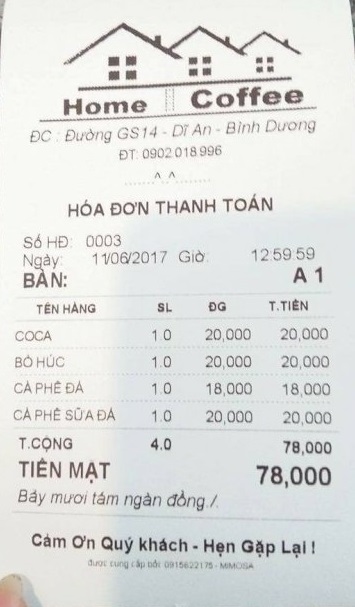 Home Coffee
ĐC : Đường GS14 - Dĩ An - Bình Dương
ĐT: 0902.018.996
^_^
HÓA ĐƠN THANH TOÁN
Số HĐ: 0003
Ngày: 11/06/2017 Giờ: 12:59:59
BÀN: A 1
TÊN HÀNG SL ĐG T.TIỀN
COCA 1.0 20,000 20,000
BÒ HÚC 1.0 20,000 20,000
CÀ PHÊ ĐÁ 1.0 18,000 18,000
CÀ PHÊ SỮA ĐÁ 1.0 20,000 20,000
T.CỘNG 4.0 78,000
TIỀN MẶT 78,000
Bảy mươi tám ngàn đồng./.
Cảm Ơn Quý khách - Hẹn Gặp Lại !
được cung cấp bởi 0915622175 - MIMOSA